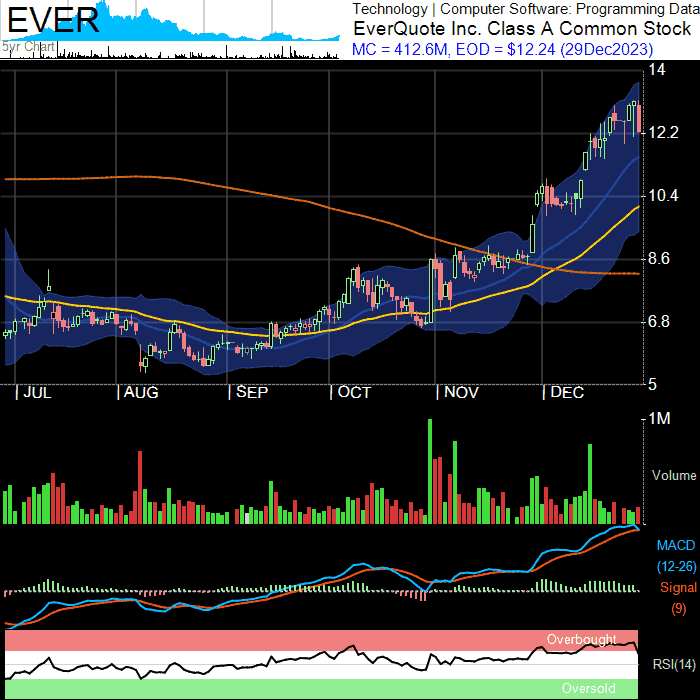 EVER
5yr Chart
Technology | Computer Software: Programming Data
EverQuote Inc. Class A Common Stock
MC = 412.6M, EOD = $12.24 (29Dec2023)
14
12.2
10.4
8.6
6.8
5
JUL AUG SEP OCT NOV DEC
1M
Volume
MACD
(12-26)
Signal
(9)
Overbought
RSI(14)
Oversold